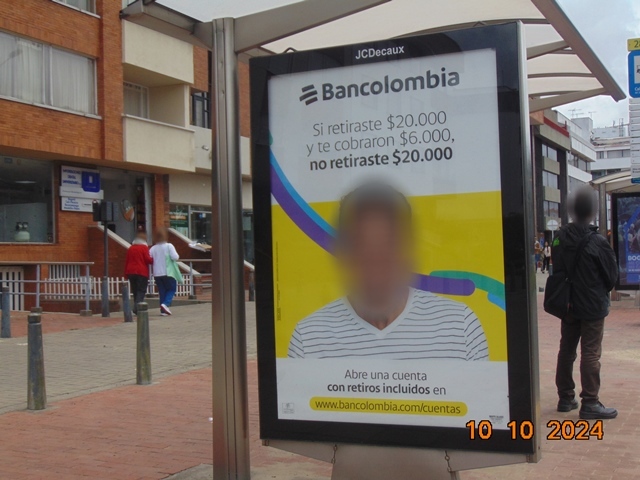 JCDecaux
Bancolombia
Si retiraste $20.000
y te cobraron $6.000,
no retiraste $20.000
Abre una cuenta
con retiros incluidos en
www.bancolombia.com/cuentas
10 10 2024